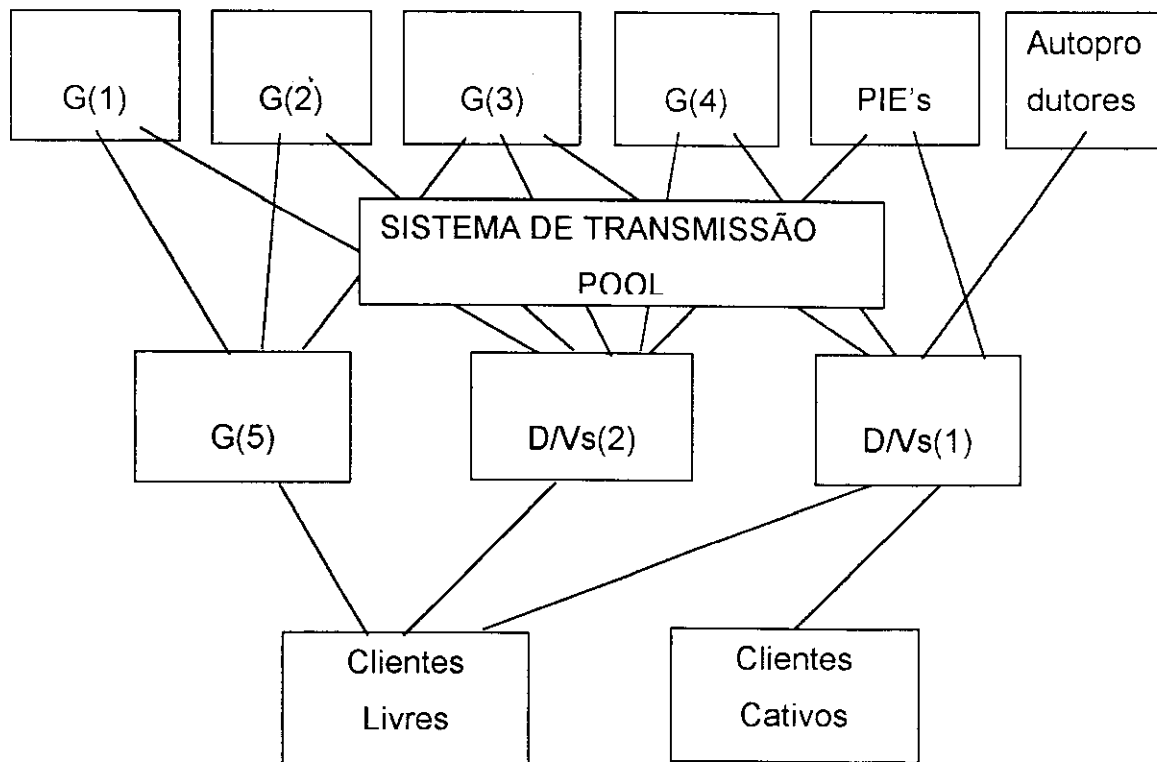 G(1)
G(2)
G(3)
G(4)
PIE's
Autopro
dutores
SISTEMA DE TRANSMISSÃO
POOL
G(5)
D/Vs(2)
D/Vs(1)
Clientes
Livres
Clientes
Cativos